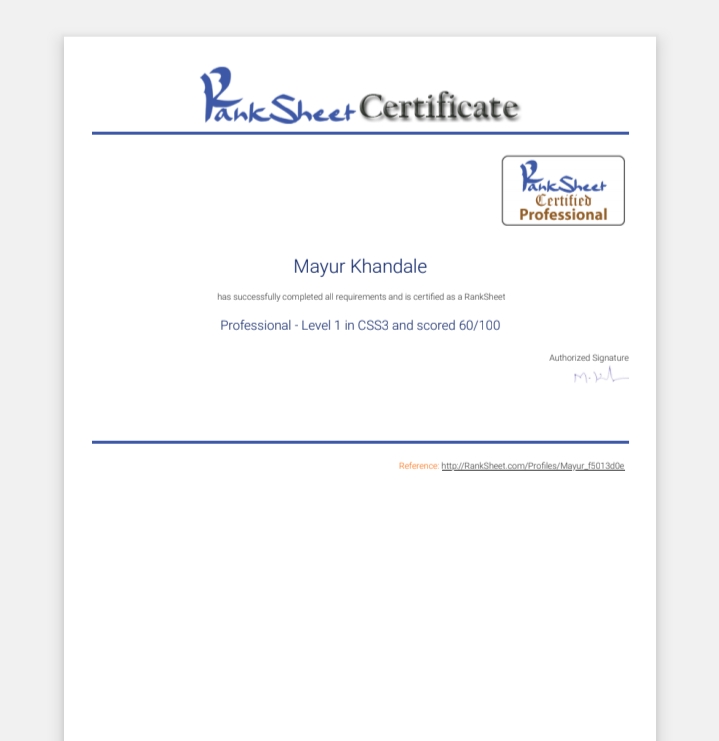 RankSheet Certificate
RankSheet
Certified
Professional
Mayur Khandale
has successfully completed all requirements and is certified as a RankSheet
Professional - Level 1 in CSS3 and scored 60/100
Authorized Signature
Reference: http://RankSheet.com/Profiles/Mayur_f5013d0e